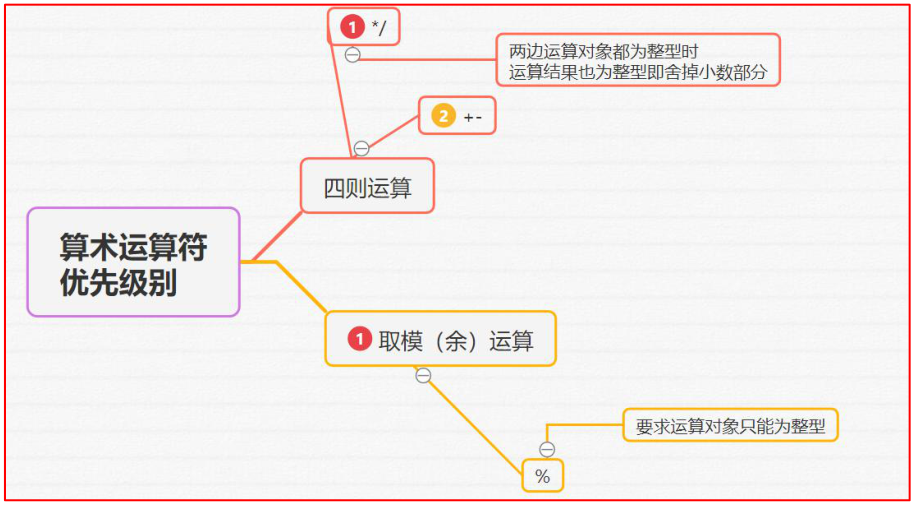 1 */
两边运算对象都为整型时
运算结果也为整型即舍掉小数部分
2 +-
四则运算
算术运算符
优先级别
1 取模（余）运算
要求运算对象只能为整型
%